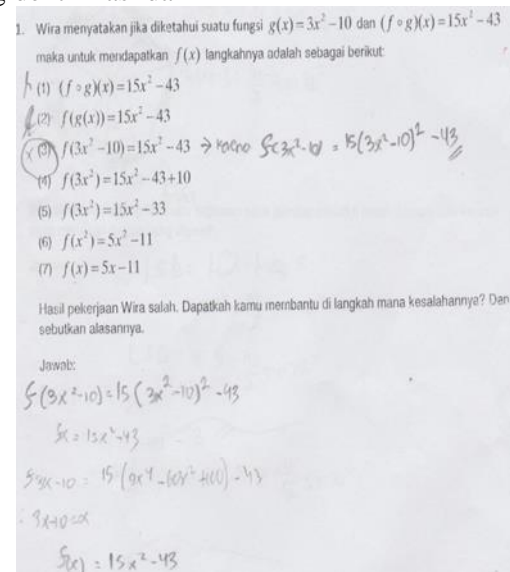 1. Wira menyatakan jika diketahui suatu fungsi g(x)=3x²−10 dan (f∘g)(x)=15x²−43
maka untuk mendapatkan f(x) langkahnya adalah sebagai berikut:
(1) (f∘g)(x)=15x²−43
(2) f(g(x))=15x²−43
(3) f(3x²−10)=15x²−43 → karna f(3x²-10) = 15(3x²-10)² -43
(4) f(3x²)=15x²−43+10
(5) f(3x²)=15x²−33
(6) f(x²)=5x²−11
(7) f(x)=5x−11
Hasil pekerjaan Wira salah. Dapatkah kamu membantu di langkah mana kesalahannya? Dan
sebutkan alasannya.
Jawab:
f(3x²-10) = 15(3x²-10)² -43
fx = 15x²-43
15(9x⁴-60x²+100) -43
f(x) = 15x²-43